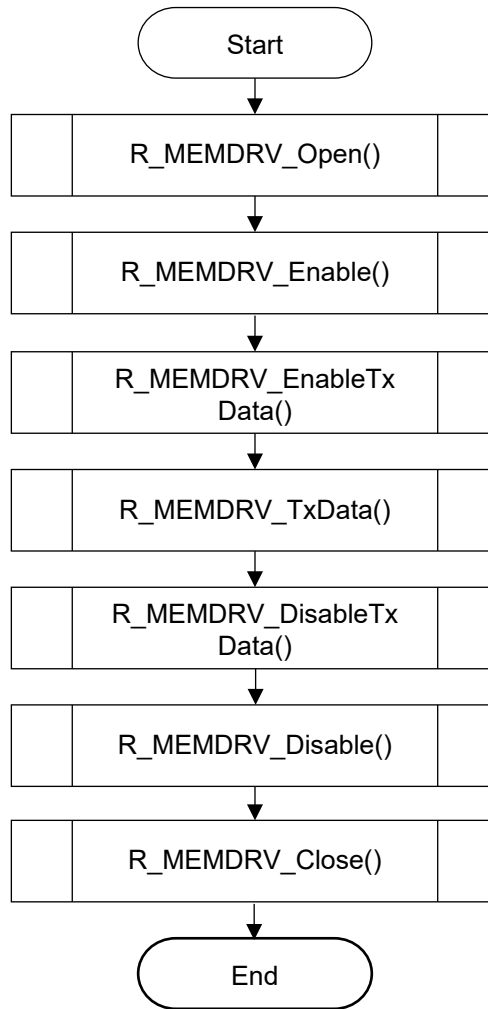 Start
R_MEMDRV_Open()
R_MEMDRV_Enable()
R_MEMDRV_EnableTx
Data()
R_MEMDRV_TxData()
R_MEMDRV_DisableTx
Data()
R_MEMDRV_Disable()
R_MEMDRV_Close()
End